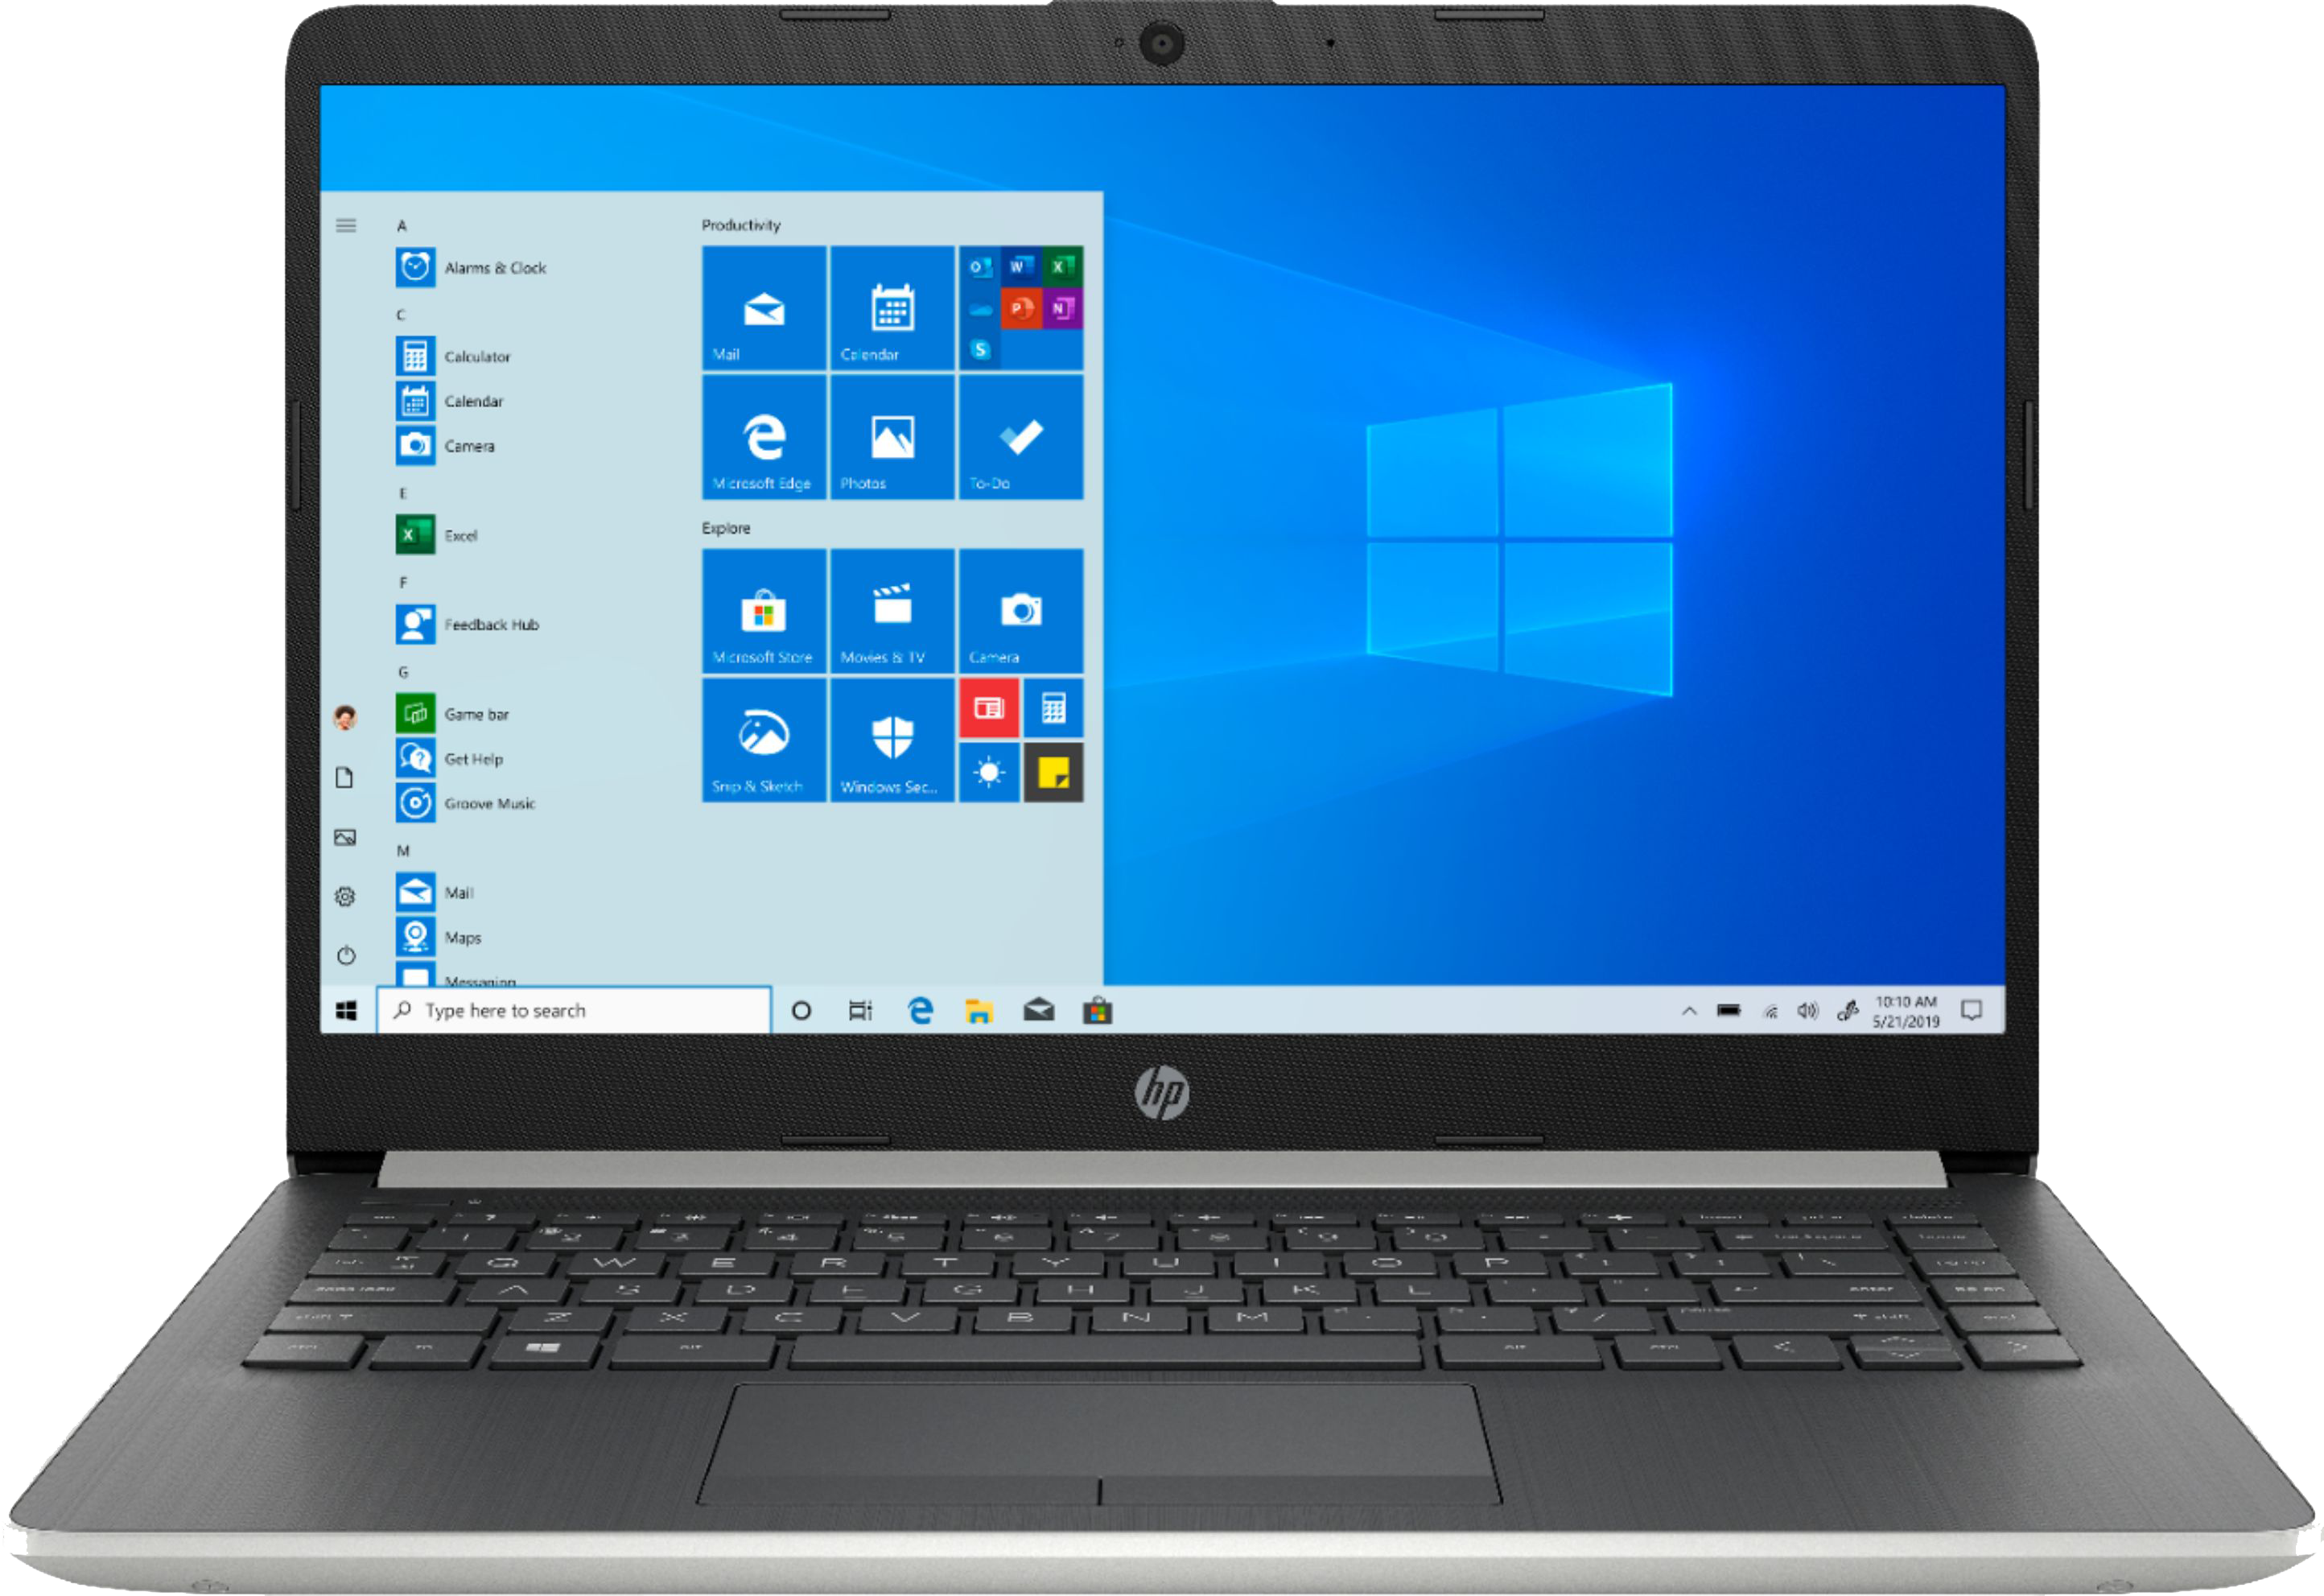 A
Alarms & Clock
C
Calculator
Calendar
Camera
E
Excel
F
Feedback Hub
G
Game bar
Get Help
Groove Music
M
Mail
Maps
Messaging
Productivity
Mail
Calendar
O
W
X
P
N
S
Microsoft Edge
Photos
To-Do
Explore
Microsoft Store
Movies & TV
Camera
Snip & Sketch
Windows Sec...
Type here to search
10:10 AM
5/21/2019
hp
Q W E R T Y U I O P
A S D F G H J K L
Z X C V B N M